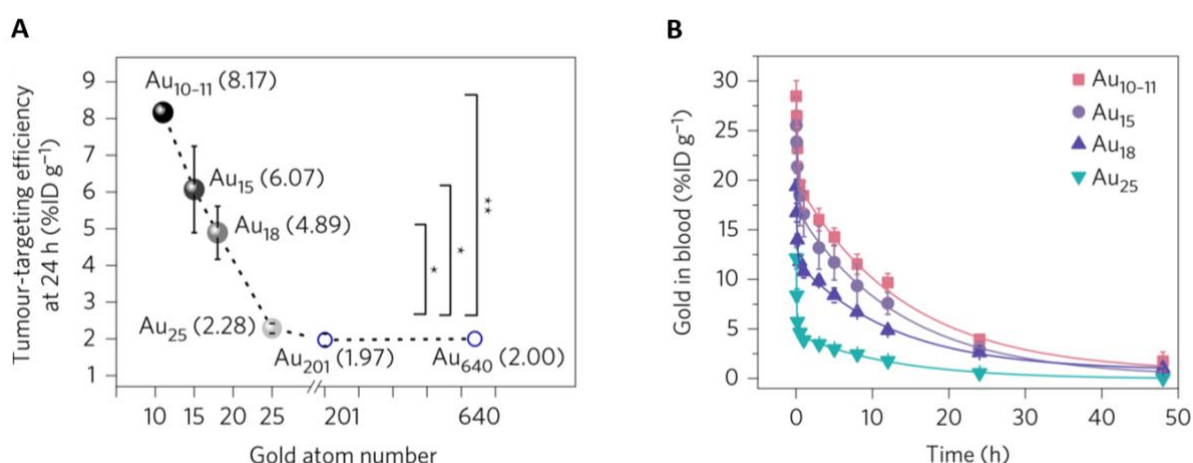 A
Tumour-targeting efficiency
at 24 h (%ID g⁻¹)
9
8
7
6
5
4
3
2
1
Au₁₀₋₁₁ (8.17)
Au₁₅ (6.07)
Au₁₈ (4.89)
Au₂₅ (2.28)
Au₂₀₁ (1.97)
Au₆₄₀ (2.00)
*
*
**
10 15 20 25 // 201 640
Gold atom number
B
Gold in blood (%ID g⁻¹)
30
25
20
15
10
5
0
Au₁₀₋₁₁
Au₁₅
Au₁₈
Au₂₅
0 10 20 30 40 50
Time (h)